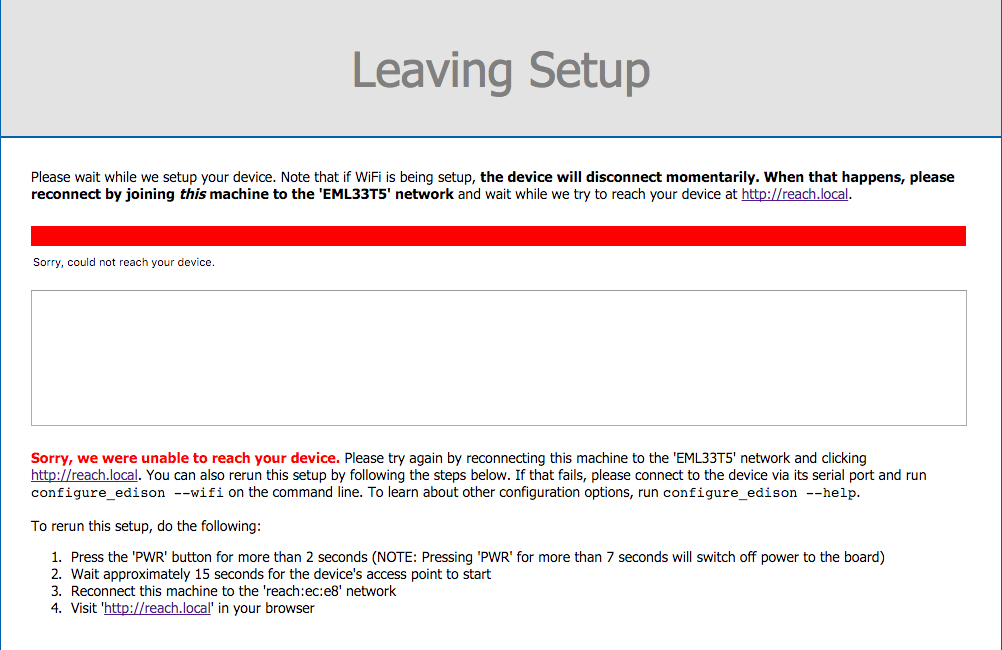 Leaving Setup
Please wait while we setup your device. Note that if WiFi is being setup, the device will disconnect momentarily. When that happens, please
reconnect by joining this machine to the 'EML33T5' network and wait while we try to reach your device at http://reach.local.
Sorry, could not reach your device.
Sorry, we were unable to reach your device. Please try again by reconnecting this machine to the 'EML33T5' network and clicking
http://reach.local. You can also rerun this setup by following the steps below. If that fails, please connect to the device via its serial port and run
configure_edison --wifi on the command line. To learn about other configuration options, run configure_edison --help.
To rerun this setup, do the following:
1. Press the 'PWR' button for more than 2 seconds (NOTE: Pressing 'PWR' for more than 7 seconds will switch off power to the board)
2. Wait approximately 15 seconds for the device's access point to start
3. Reconnect this machine to the 'reach:ec:e8' network
4. Visit 'http://reach.local' in your browser